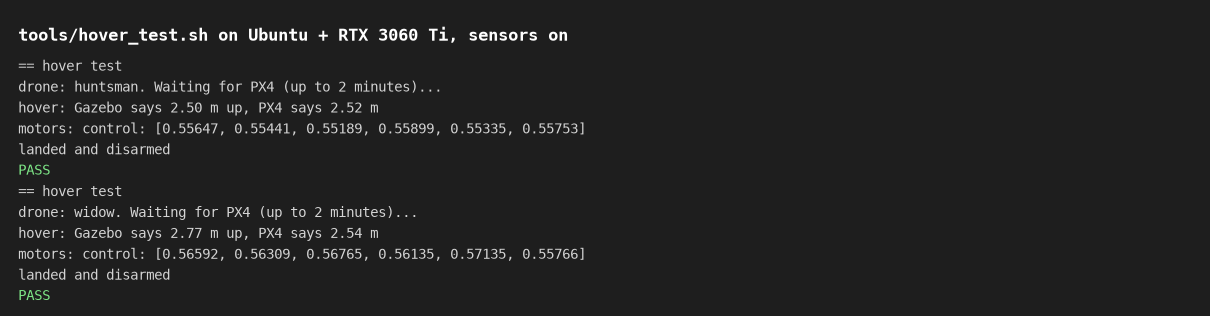 tools/hover_test.sh on Ubuntu + RTX 3060 Ti, sensors on
== hover test
drone: huntsman. Waiting for PX4 (up to 2 minutes)...
hover: Gazebo says 2.50 m up, PX4 says 2.52 m
motors: control: [0.55647, 0.55441, 0.55189, 0.55899, 0.55335, 0.55753]
landed and disarmed
PASS
== hover test
drone: widow. Waiting for PX4 (up to 2 minutes)...
hover: Gazebo says 2.77 m up, PX4 says 2.54 m
motors: control: [0.56592, 0.56309, 0.56765, 0.56135, 0.57135, 0.55766]
landed and disarmed
PASS